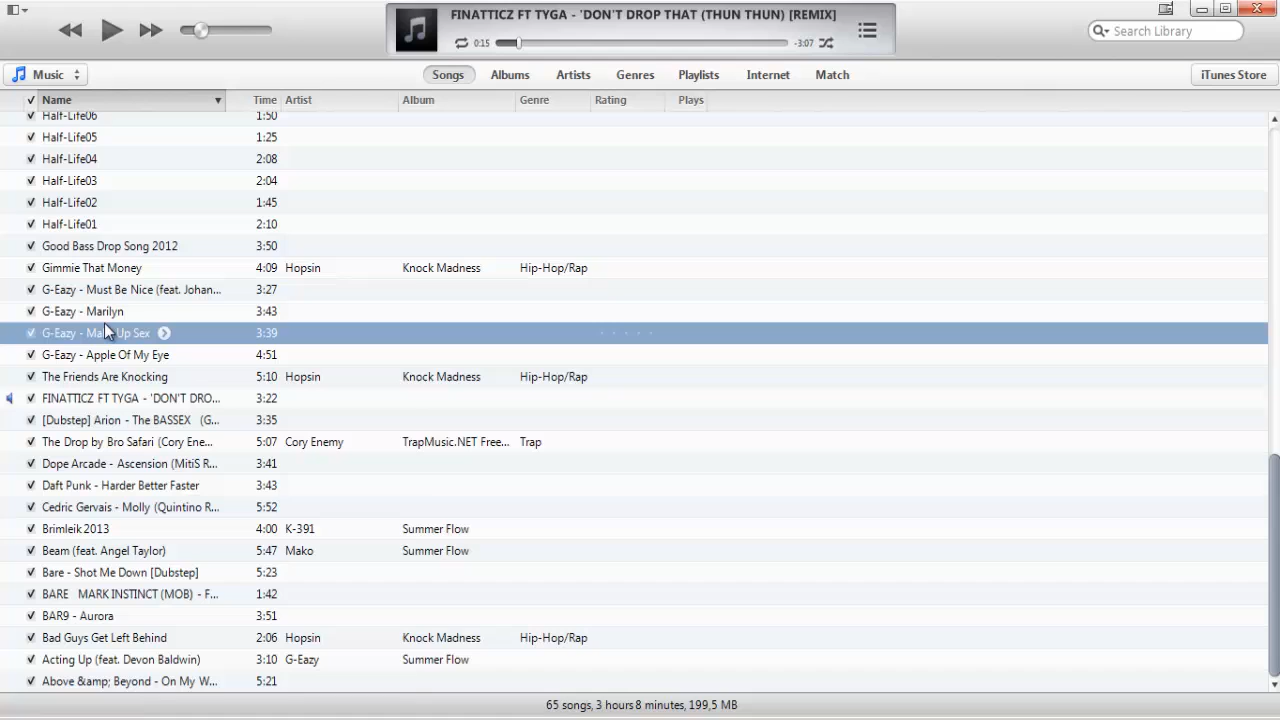 FINATTICZ FT TYGA - 'DON'T DROP THAT (THUN THUN) [REMIX]
0:15 -3:07
Search Library
Music Songs Albums Artists Genres Playlists Internet Match iTunes Store
Name Time Artist Album Genre Rating Plays
Half-Life06 1:50
Half-Life05 1:25
Half-Life04 2:08
Half-Life03 2:04
Half-Life02 1:45
Half-Life01 2:10
Good Bass Drop Song 2012 3:50
Gimmie That Money 4:09 Hopsin Knock Madness Hip-Hop/Rap
G-Eazy - Must Be Nice (feat. Johan... 3:27
G-Eazy - Marilyn 3:43
G-Eazy - Up Sex 3:39
G-Eazy - Apple Of My Eye 4:51
The Friends Are Knocking 5:10 Hopsin Knock Madness Hip-Hop/Rap
FINATTICZ FT TYGA - 'DON'T DRO... 3:22
[Dubstep] Arion - The BASSEX (G... 3:35
The Drop by Bro Safari (Cory Ene... 5:07 Cory Enemy TrapMusic.NET Free... Trap
Dope Arcade - Ascension (MitiS R... 3:41
Daft Punk - Harder Better Faster 3:43
Cedric Gervais - Molly (Quintino R... 5:52
Brimleik 2013 4:00 K-391 Summer Flow
Beam (feat. Angel Taylor) 5:47 Mako Summer Flow
Bare - Shot Me Down [Dubstep] 5:23
BARE MARK INSTINCT (MOB) - F... 1:42
BAR9 - Aurora 3:51
Bad Guys Get Left Behind 2:06 Hopsin Knock Madness Hip-Hop/Rap
Acting Up (feat. Devon Baldwin) 3:10 G-Eazy Summer Flow
Above &amp; Beyond - On My W... 5:21
65 songs, 3 hours 8 minutes, 199,5 MB